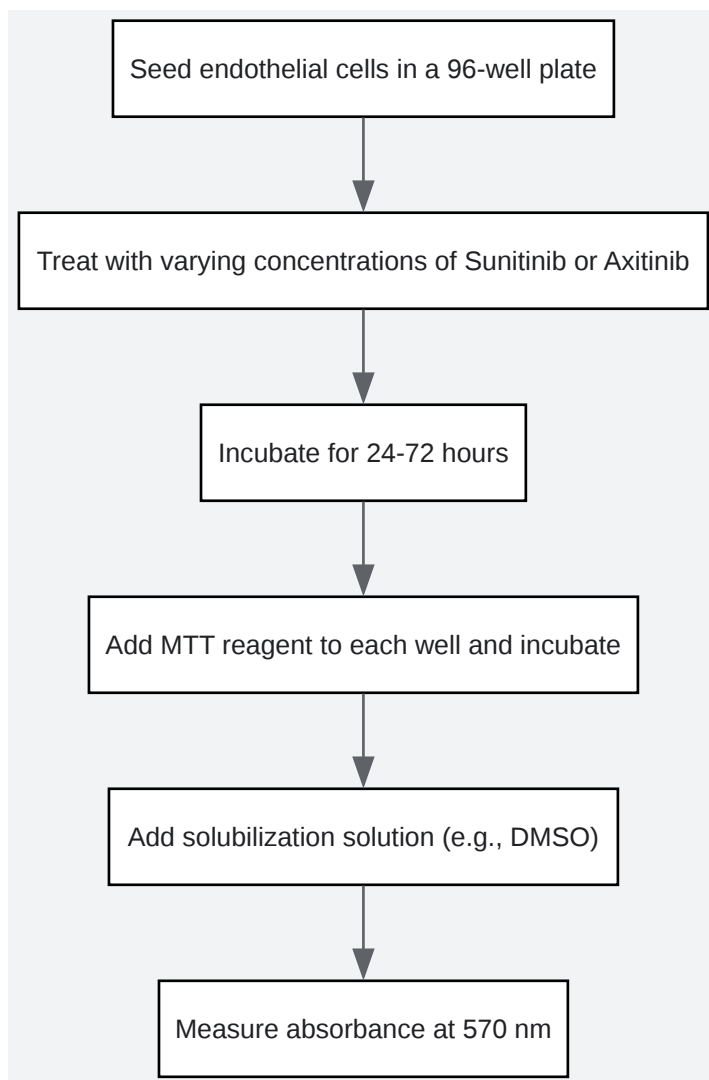 Seed endothelial cells in a 96-well plate
Treat with varying concentrations of Sunitinib or Axitinib
Incubate for 24-72 hours
Add MTT reagent to each well and incubate
Add solubilization solution (e.g., DMSO)
Measure absorbance at 570 nm